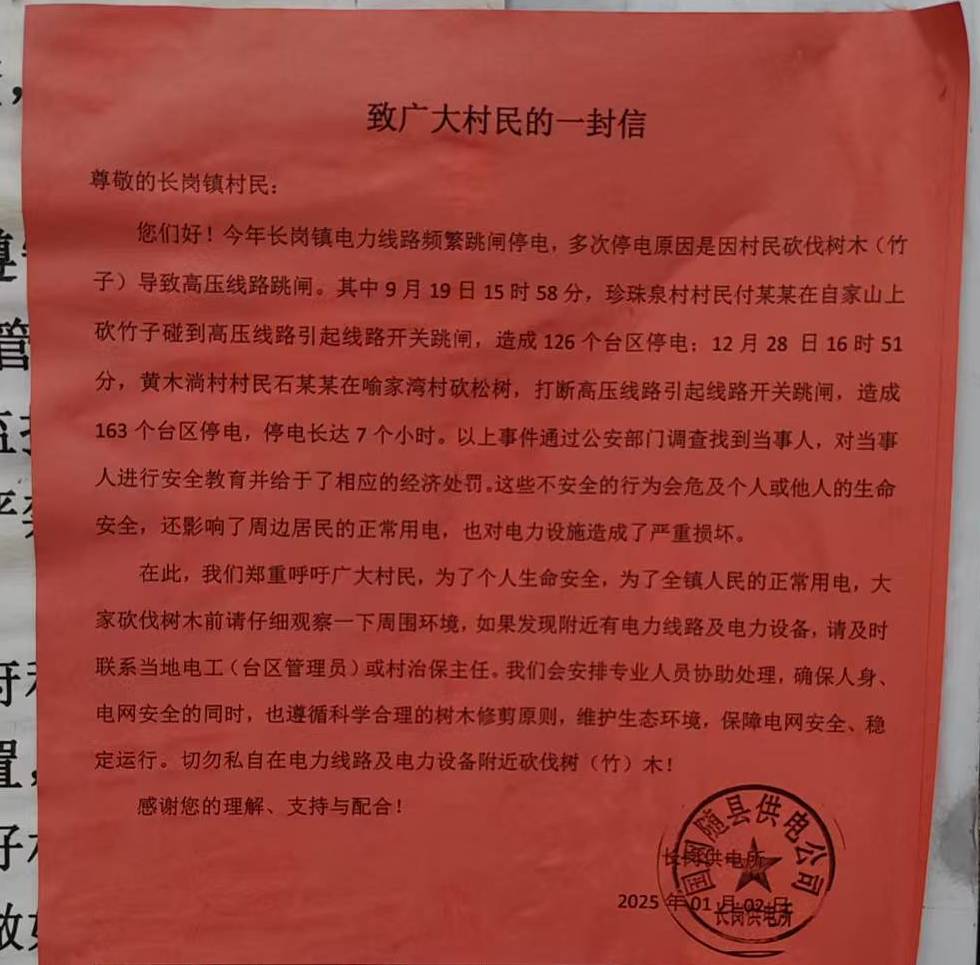 致广大村民的一封信
尊敬的长岗镇村民：
您们好！今年长岗镇电力线路频繁跳闸停电，多次停电原因是因村民砍伐树木（竹
子）导致高压线路跳闸。其中9月19日15时58分，珍珠泉村村民付某某在自家山上
砍竹子碰到高压线路引起线路开关跳闸，造成126个台区停电；12月28 日16时51
分，黄木淌村村民石某某在喻家湾村砍松树，打断高压线路引起线路开关跳闸，造成
163个台区停电，停电长达7个小时。以上事件通过公安部门调查找到当事人，对当事
人进行安全教育并给于了相应的经济处罚。这些不安全的行为会危及个人或他人的生命
安全，还影响了周边居民的正常用电，也对电力设施造成了严重损坏。
在此，我们郑重呼吁广大村民，为了个人生命安全，为了全镇人民的正常用电，大
家砍伐树木前请仔细观察一下周围环境，如果发现附近有电力线路及电力设备，请及时
联系当地电工（台区管理员）或村治保主任。我们会安排专业人员协助处理，确保人身、
电网安全的同时，也遵循科学合理的树木修剪原则，维护生态环境，保障电网安全、稳
定运行。切勿私自在电力线路及电力设备附近砍伐树（竹）木！
感谢您的理解、支持与配合！
国网随县供电公司
长岗供电所
2025年01月02日
长岗供电所